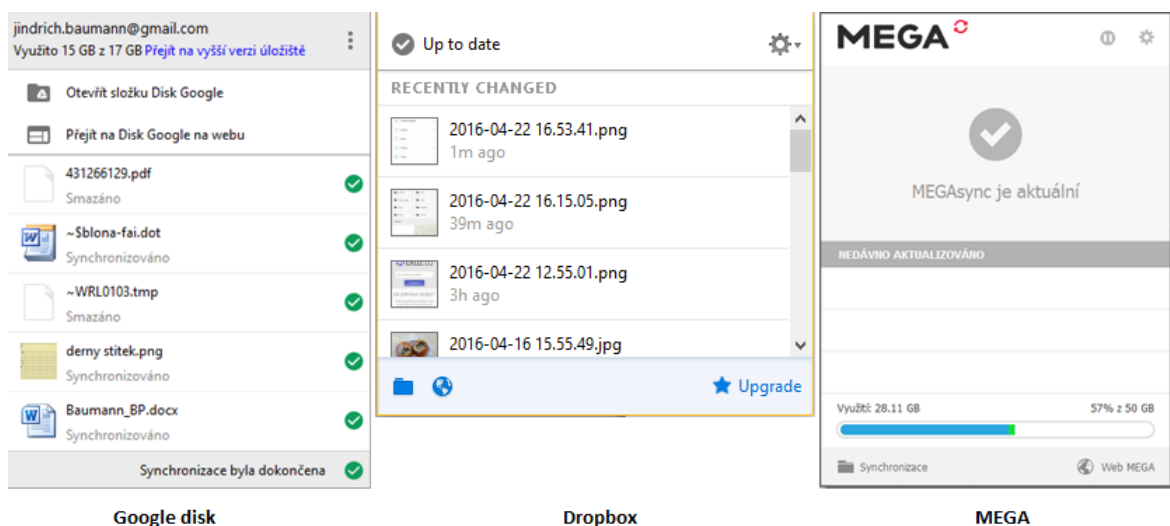 jindrich.baumann@gmail.com
Využito 15 GB z 17 GB Přejít na vyšší verzi úložiště
Otevřít složku Disk Google
Přejít na Disk Google na webu
431266129.pdf
Smazáno
~$blona-fai.dot
Synchronizováno
~WRL0103.tmp
Smazáno
derny stitek.png
Synchronizováno
Baumann_BP.docx
Synchronizováno
Synchronizace byla dokončena
Google disk
Up to date
RECENTLY CHANGED
2016-04-22 16.53.41.png
1m ago
2016-04-22 16.15.05.png
39m ago
2016-04-22 12.55.01.png
3h ago
2016-04-16 15.55.49.jpg
Upgrade
Dropbox
MEGA
MEGAsync je aktuální
NEDÁVNO AKTUALIZOVÁNO
Využití: 28.11 GB 57% z 50 GB
Synchronizace Web MEGA
MEGA